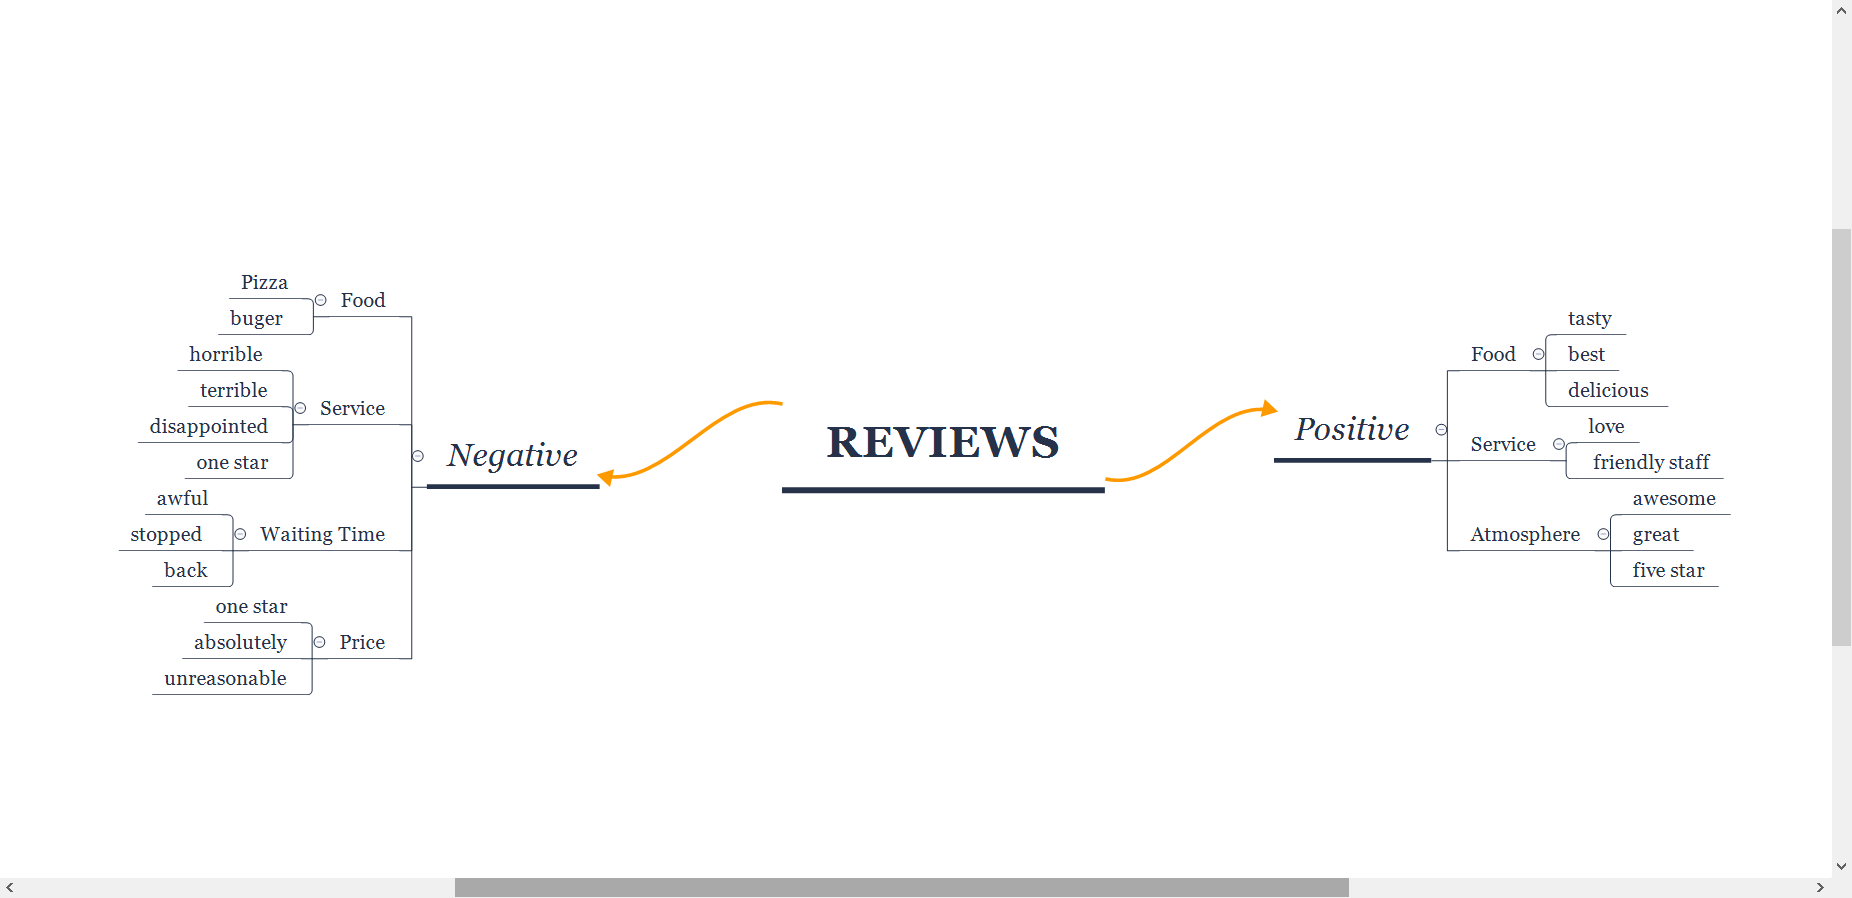 REVIEWS
Negative
Food
Pizza
buger
Service
horrible
terrible
disappointed
one star
Waiting Time
awful
stopped
back
Price
one star
absolutely
unreasonable
Positive
Food
tasty
best
delicious
Service
love
friendly staff
Atmosphere
awesome
great
five star